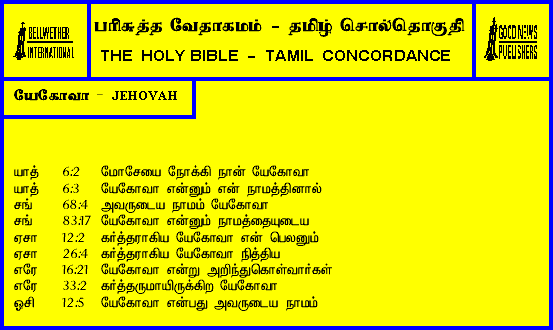 BELLWETHER
INTERNATIONAL
பரிசுத்த வேதாகமம் - தமிழ் சொல்தொகுதி
THE HOLY BIBLE - TAMIL CONCORDANCE
GOOD NEWS
PUBLISHERS
யேகோவா - JEHOVAH
யாத் 6:2 மோசேயை நோக்கி நான் யேகோவா
யாத் 6:3 யேகோவா என்னும் என் நாமத்தினால்
சங் 68:4 அவருடைய நாமம் யேகோவா
சங் 83:17 யேகோவா என்னும் நாமத்தையுடைய
ஏசா 12:2 கர்த்தராகிய யேகோவா என் பெலனும்
ஏசா 26:4 கர்த்தராகிய யேகோவா நித்திய
எரே 16:21 யேகோவா என்று அறிந்துகொள்வார்கள்
எரே 33:2 கர்த்தருமாயிருக்கிற யேகோவா
ஓசி 12:5 யேகோவா என்பது அவருடைய நாமம்